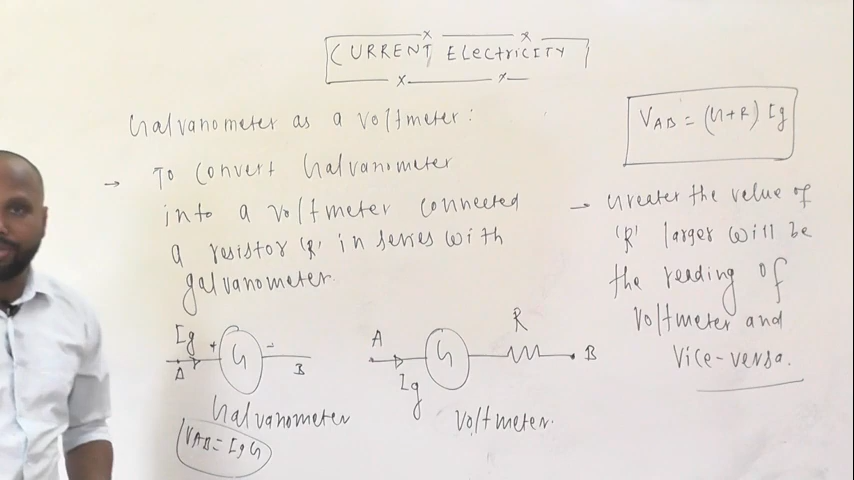 CURRENT ELECTRICITY
Galvanometer as a voltmeter:
→ To convert Galvanometer
into a voltmeter connected
a resistor 'R' in series with
galvanometer.
Ig + G -
A B
Galvanometer
VAB = IgG
A G R B
Ig
voltmeter.
VAB = (G+R) Ig
→ Greater the value of
'R' larger will be
the reading of
voltmeter and
vice-versa.